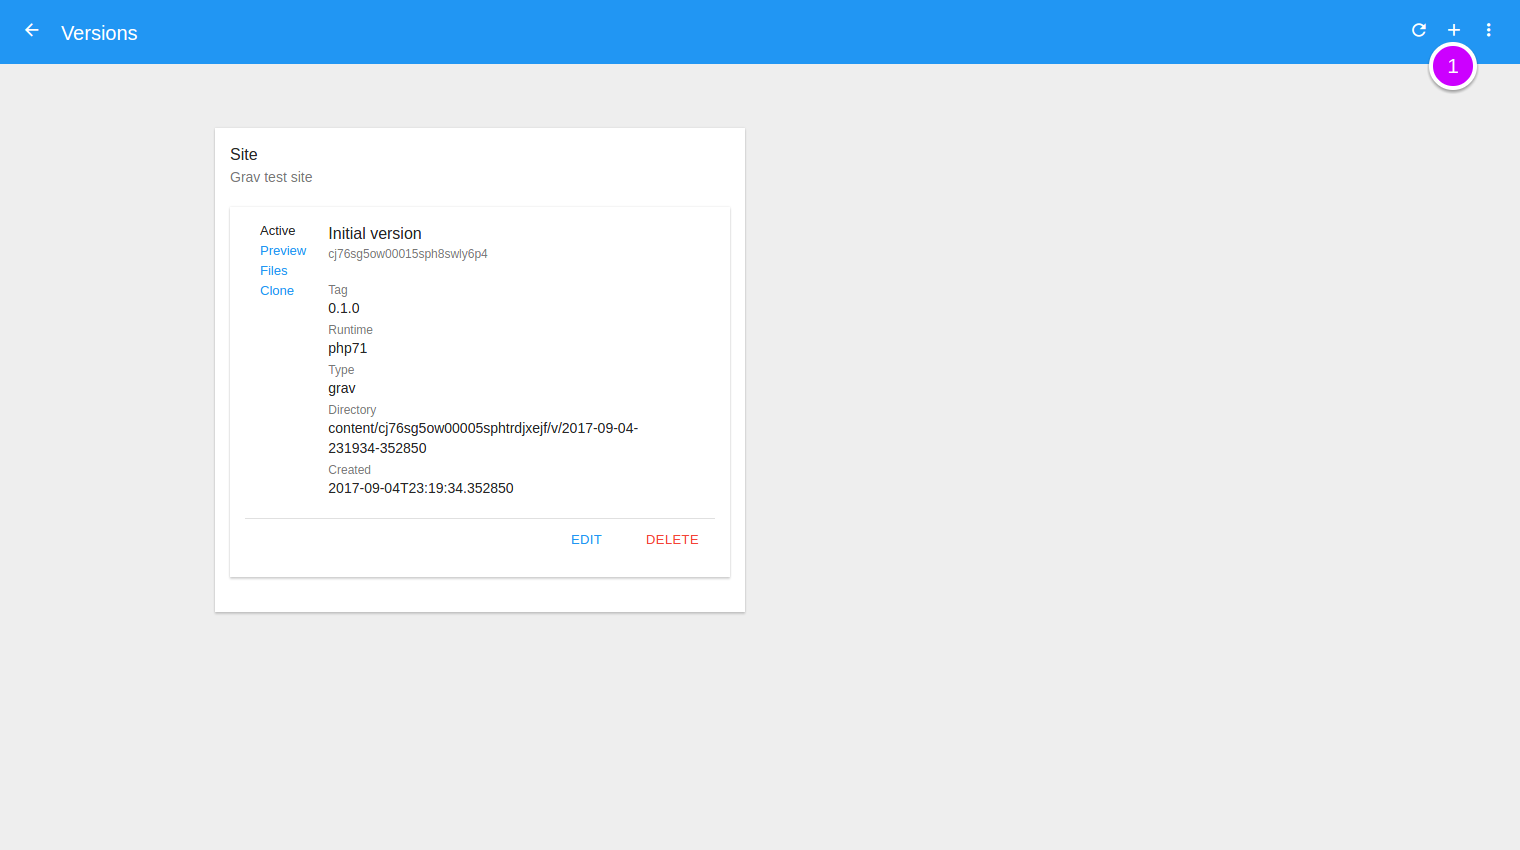 Versions
1
Site
Grav test site
Active
Preview
Files
Clone
Initial version
cj76sg5ow00015sph8swly6p4
Tag
0.1.0
Runtime
php71
Type
grav
Directory
content/cj76sg5ow00005sphtrdjxejf/v/2017-09-04-
231934-352850
Created
2017-09-04T23:19:34.352850
EDIT DELETE